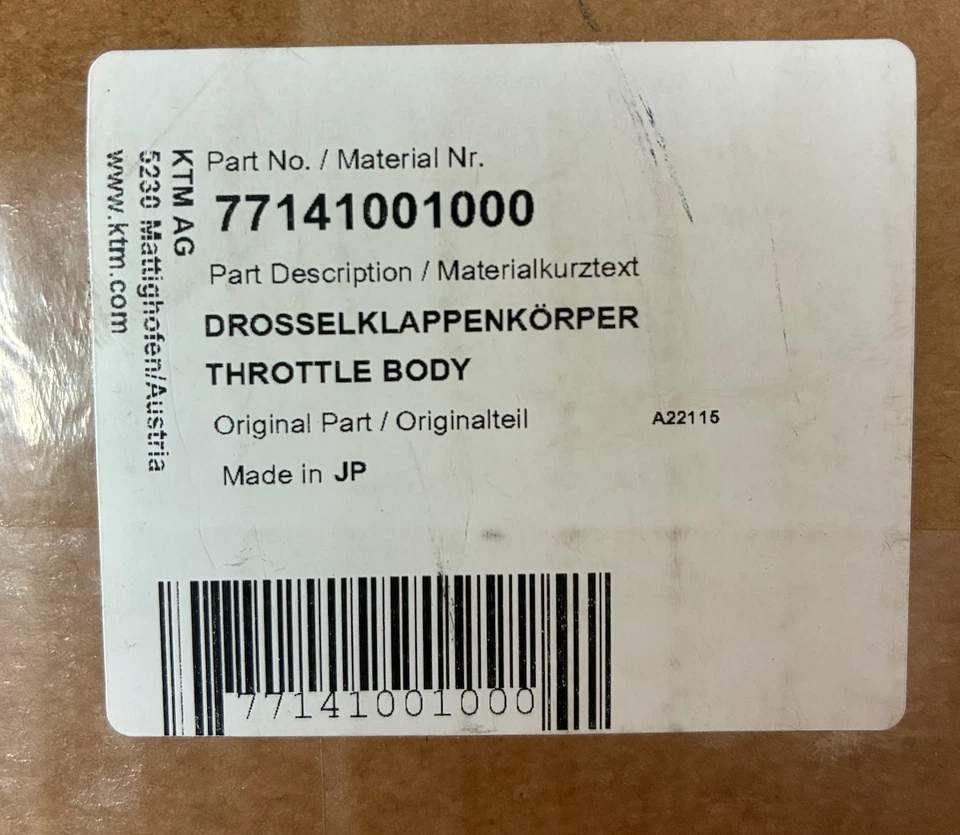 KTM AG
5230 Mattighofen/Austria
www.ktm.com
Part No. / Material Nr.
77141001000
Part Description / Materialkurztext
DROSSELKLAPPENKÖRPER
THROTTLE BODY
Original Part / Originalteil A22115
Made in JP
77141001000